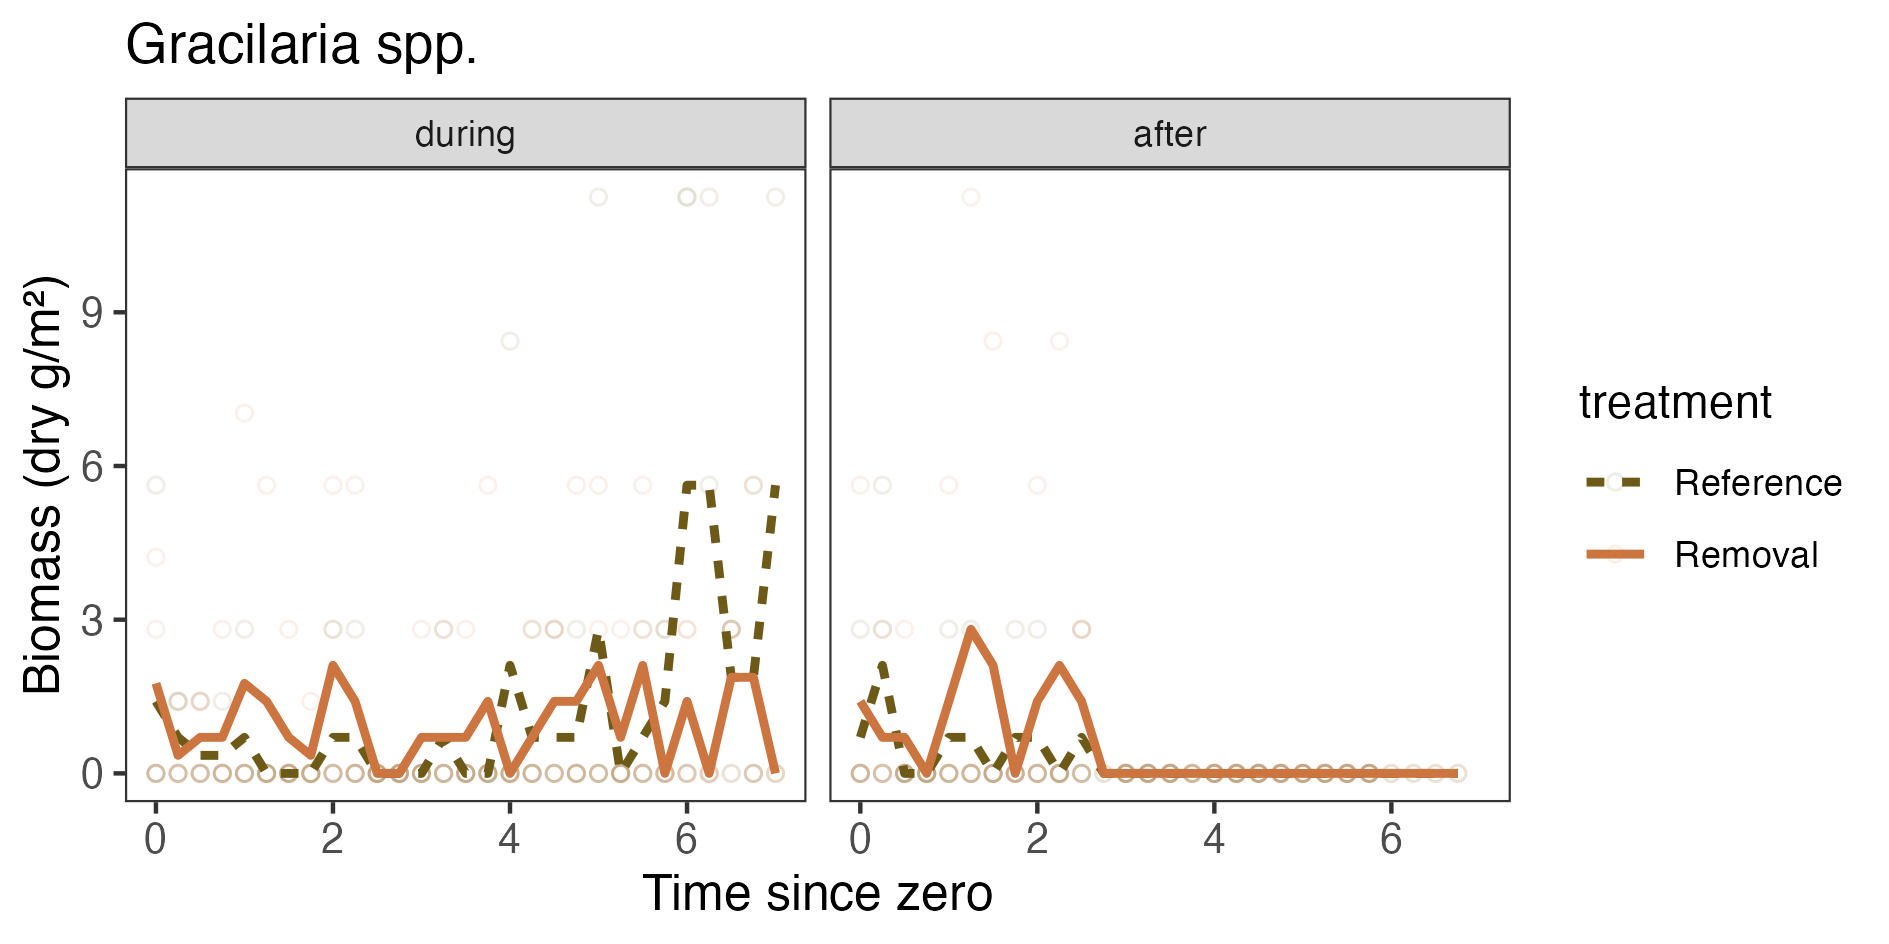 Gracilaria spp.
during
after
Biomass (dry g/m²)
9
6
3
0
0 2 4 6
0 2 4 6
Time since zero
treatment
Reference
Removal